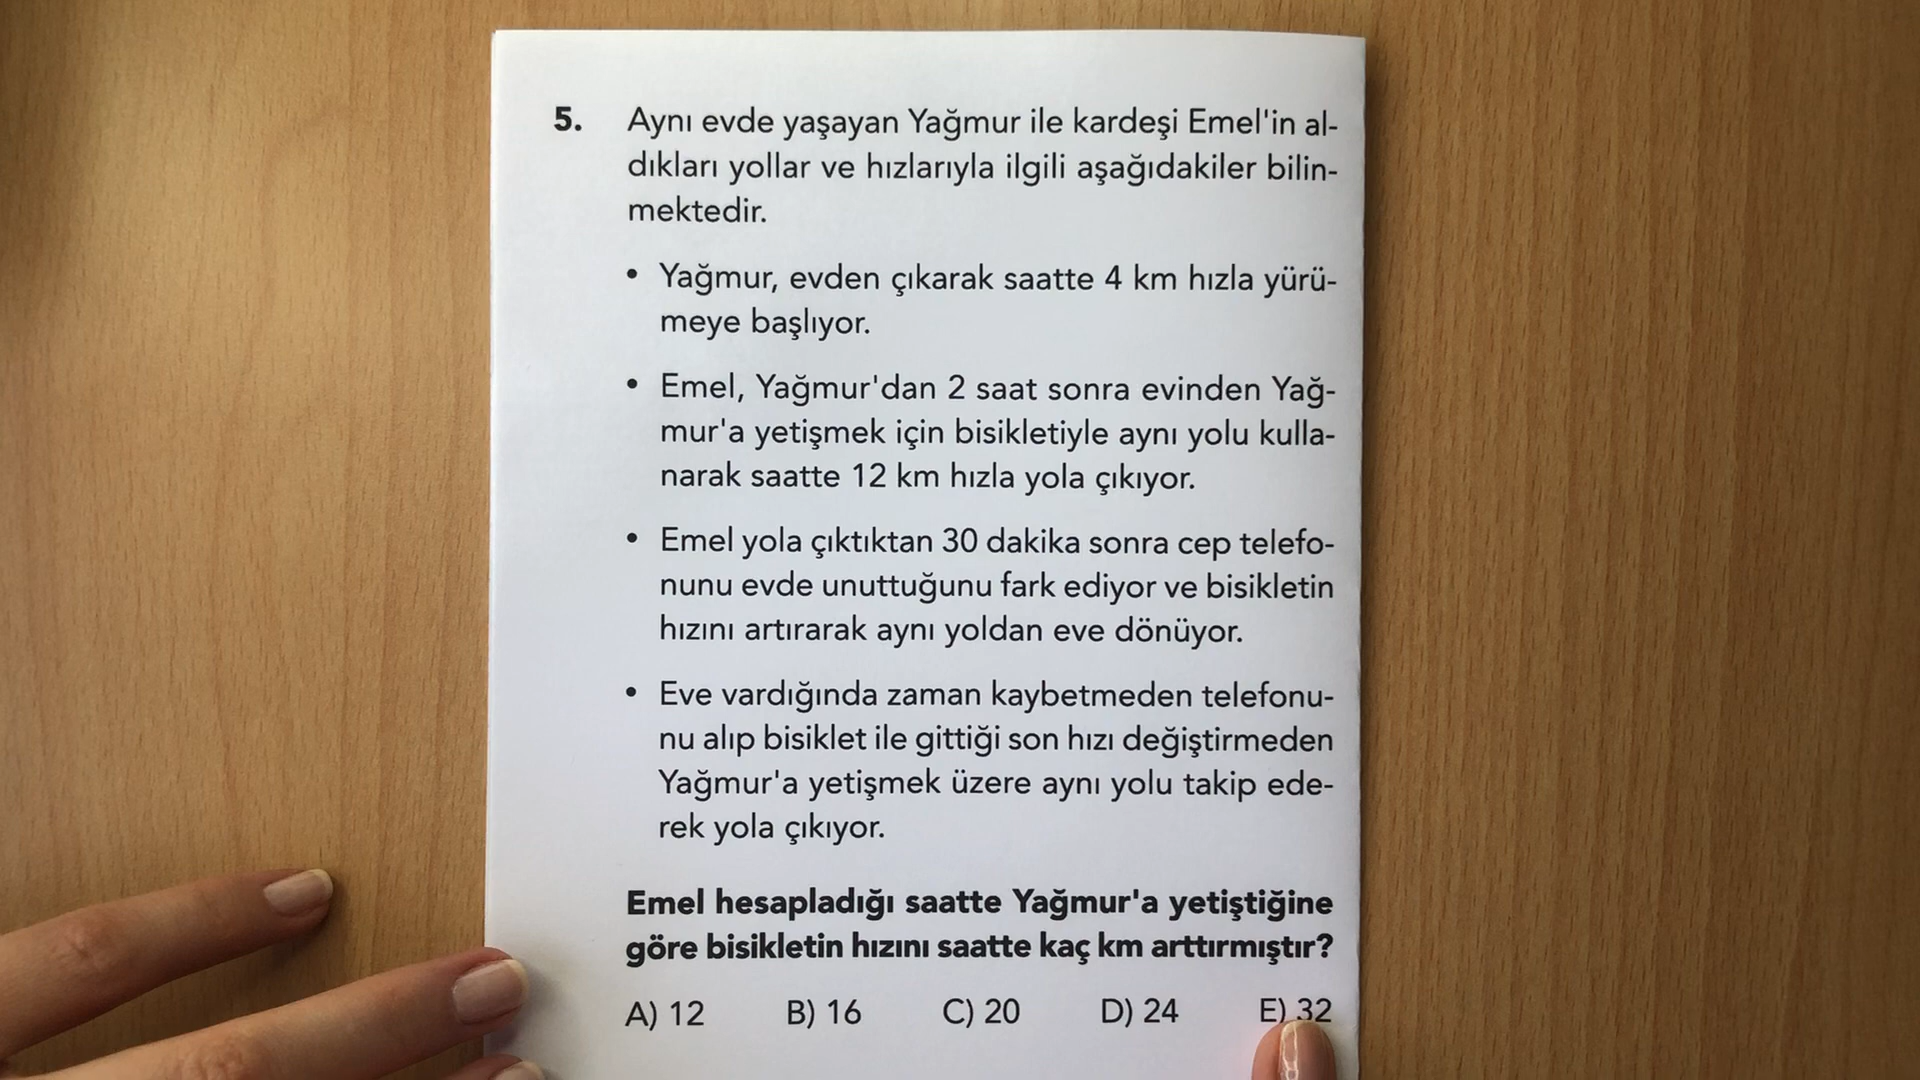 5. Aynı evde yaşayan Yağmur ile kardeşi Emel'in al-
dıkları yollar ve hızlarıyla ilgili aşağıdakiler bilin-
mektedir.
• Yağmur, evden çıkarak saatte 4 km hızla yürü-
meye başlıyor.
• Emel, Yağmur'dan 2 saat sonra evinden Yağ-
mur'a yetişmek için bisikletiyle aynı yolu kulla-
narak saatte 12 km hızla yola çıkıyor.
• Emel yola çıktıktan 30 dakika sonra cep telefo-
nunu evde unuttuğunu fark ediyor ve bisikletin
hızını artırarak aynı yoldan eve dönüyor.
• Eve vardığında zaman kaybetmeden telefonu-
nu alıp bisiklet ile gittiği son hızı değiştirmeden
Yağmur'a yetişmek üzere aynı yolu takip ede-
rek yola çıkıyor.
Emel hesapladığı saatte Yağmur'a yetiştiğine
göre bisikletin hızını saatte kaç km arttırmıştır?
A) 12 B) 16 C) 20 D) 24 E) 32